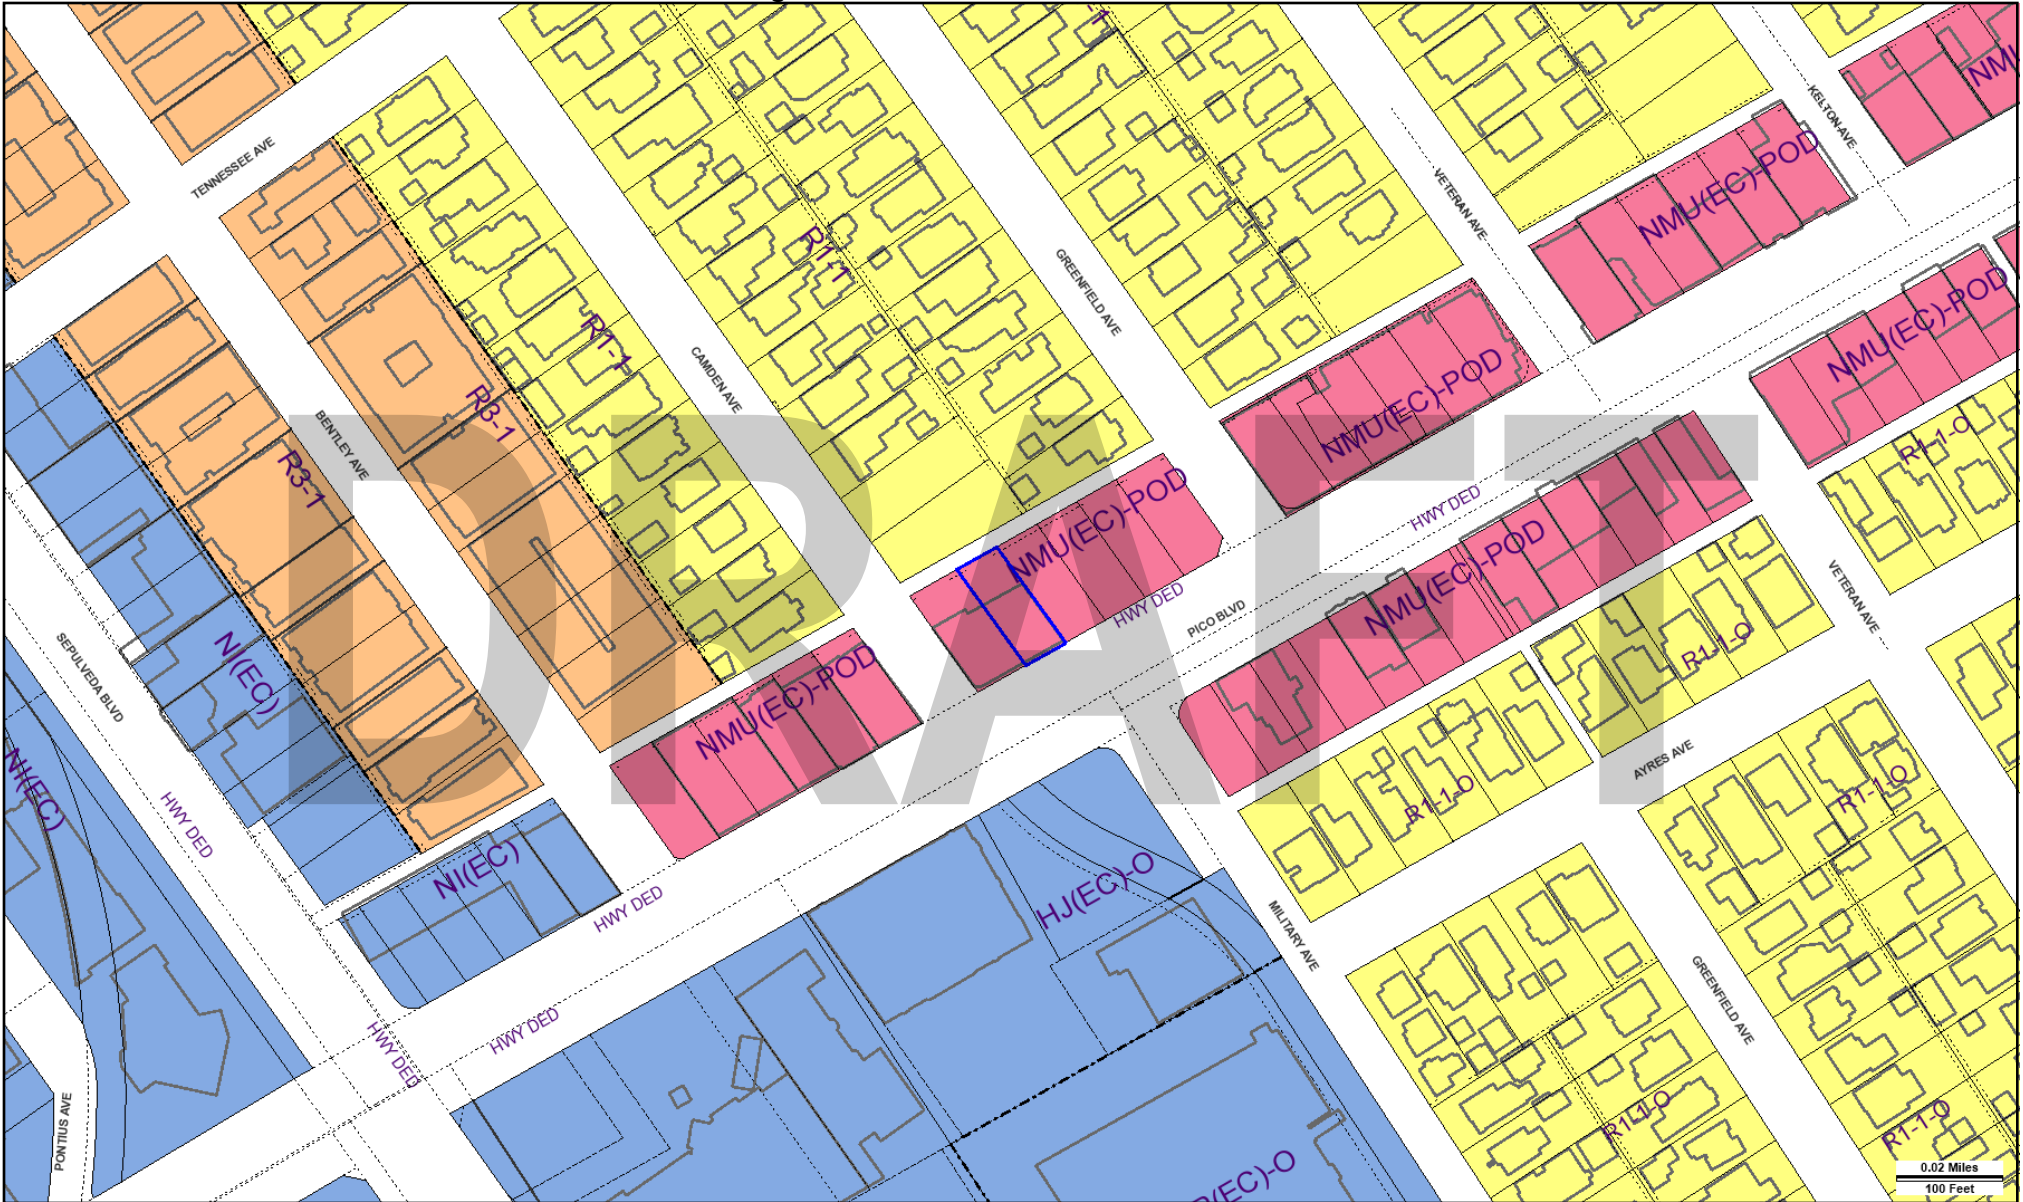 NM
KELTON AVE
TENNESSEE AVE
NMU(EC)-POD
VETERAN AVE
R1-1
GREENFIELD AVE
NMU(EC)-POD
R1-1
CAMDEN AVE
NMU(EC)-POD
R3-1
BENTLEY AVE
R3-1
R1-1-O
DRAFT
NMU(EC)-POD
HWY DED
NMU(EC)-POD
HWY DED
PICO BLVD
VETERAN AVE
R1-1-O
SEPULVEDA BLVD
NI(EC)
NMU(EC)-POD
AYRES AVE
NI(EC)
HWY DED
R1-1-O
R1-1-O
NI(EC)
HJ(EC)-O
HWY DED
MILITARY AVE
GREENFIELD AVE
HWY DED
HWY DED
PONTIUS AVE
R1-1-O
R1-1-O
(EC)-O
0.02 Miles
100 Feet